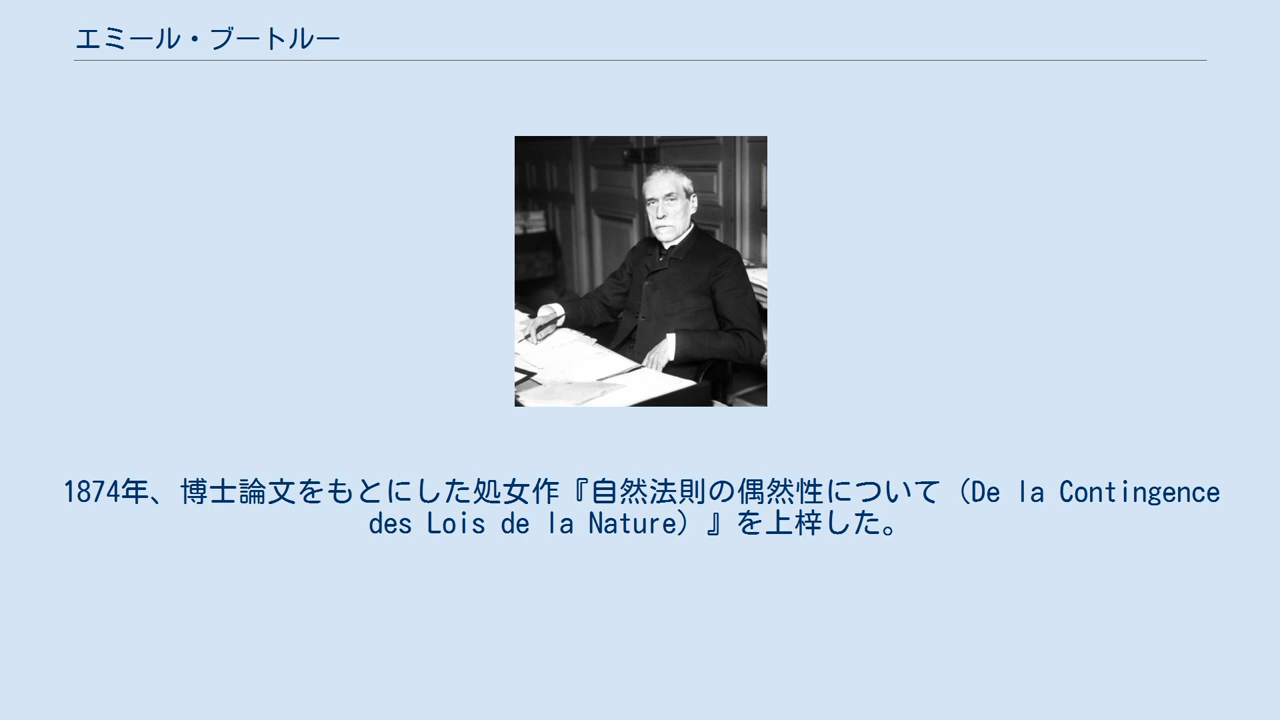 エミール・ブートルー
1874年、博士論文をもとにした処女作『自然法則の偶然性について（De la Contingence
des Lois de la Nature）』を上梓した。